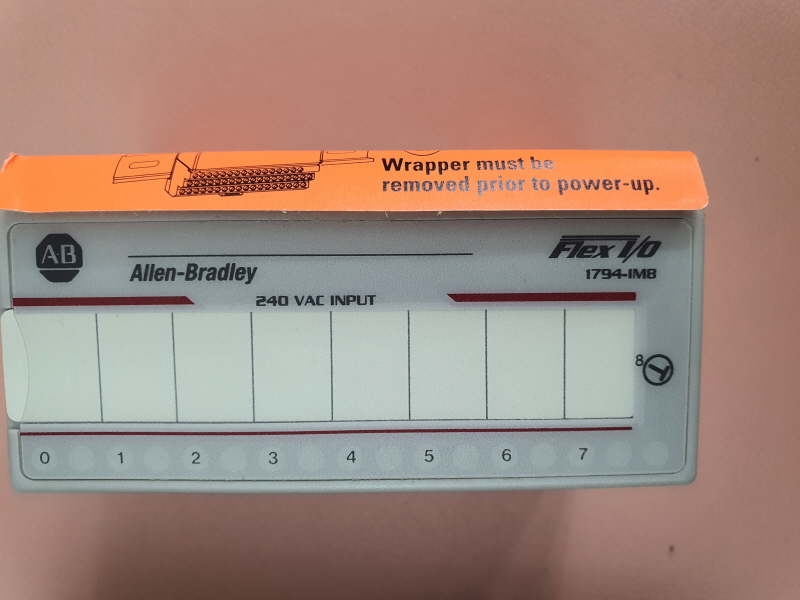 Wrapper must be
removed prior to power-up.
AB
Allen-Bradley
Flex I/O
1794-IM8
240 VAC INPUT
8
0 1 2 3 4 5 6 7